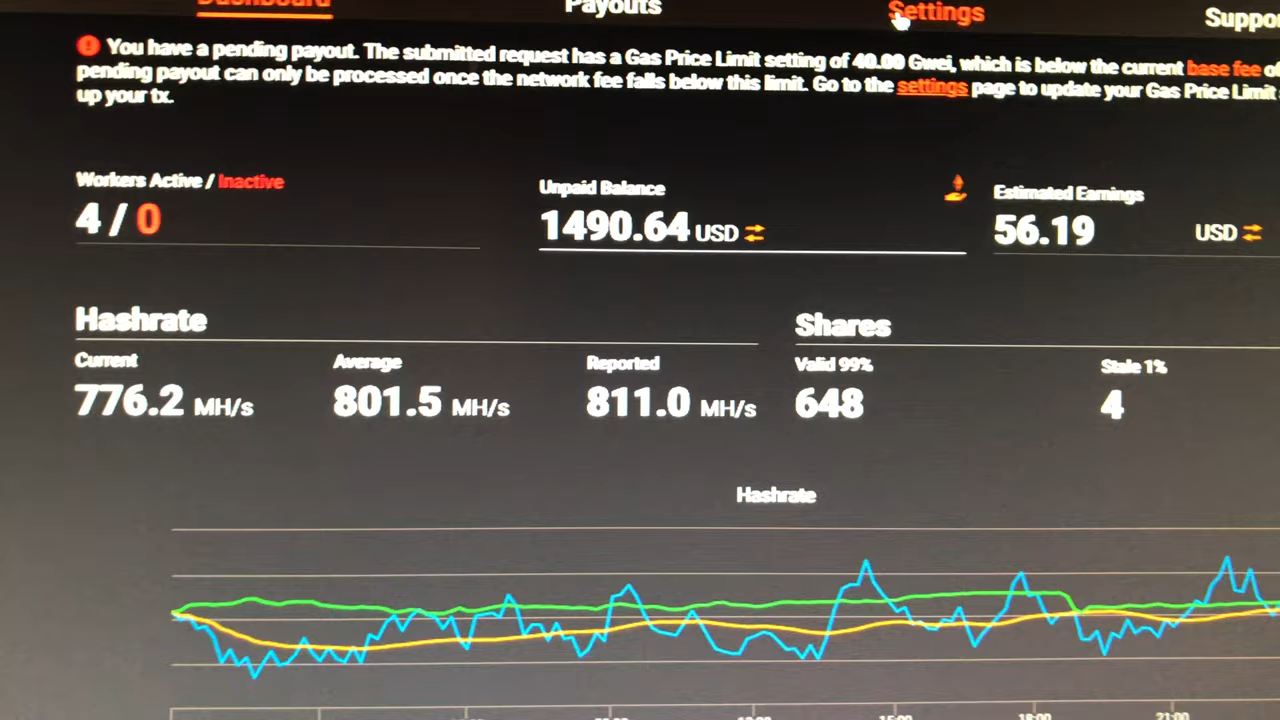 Dashboard Payouts Settings Suppo
You have a pending payout. The submitted request has a Gas Price Limit setting of 40.00 Gwei, which is below the current base fee of
pending payout can only be processed once the network fee falls below this limit. Go to the settings page to update your Gas Price Limit
up your tx.
Workers Active / Inactive
4 / 0
Unpaid Balance
1490.64 USD
Estimated Earnings
56.19 USD
Hashrate
Current Average Reported
776.2 MH/s 801.5 MH/s 811.0 MH/s
Shares
Valid 99% Stale 1%
648 4
Hashrate
15:00 18:00 21:00